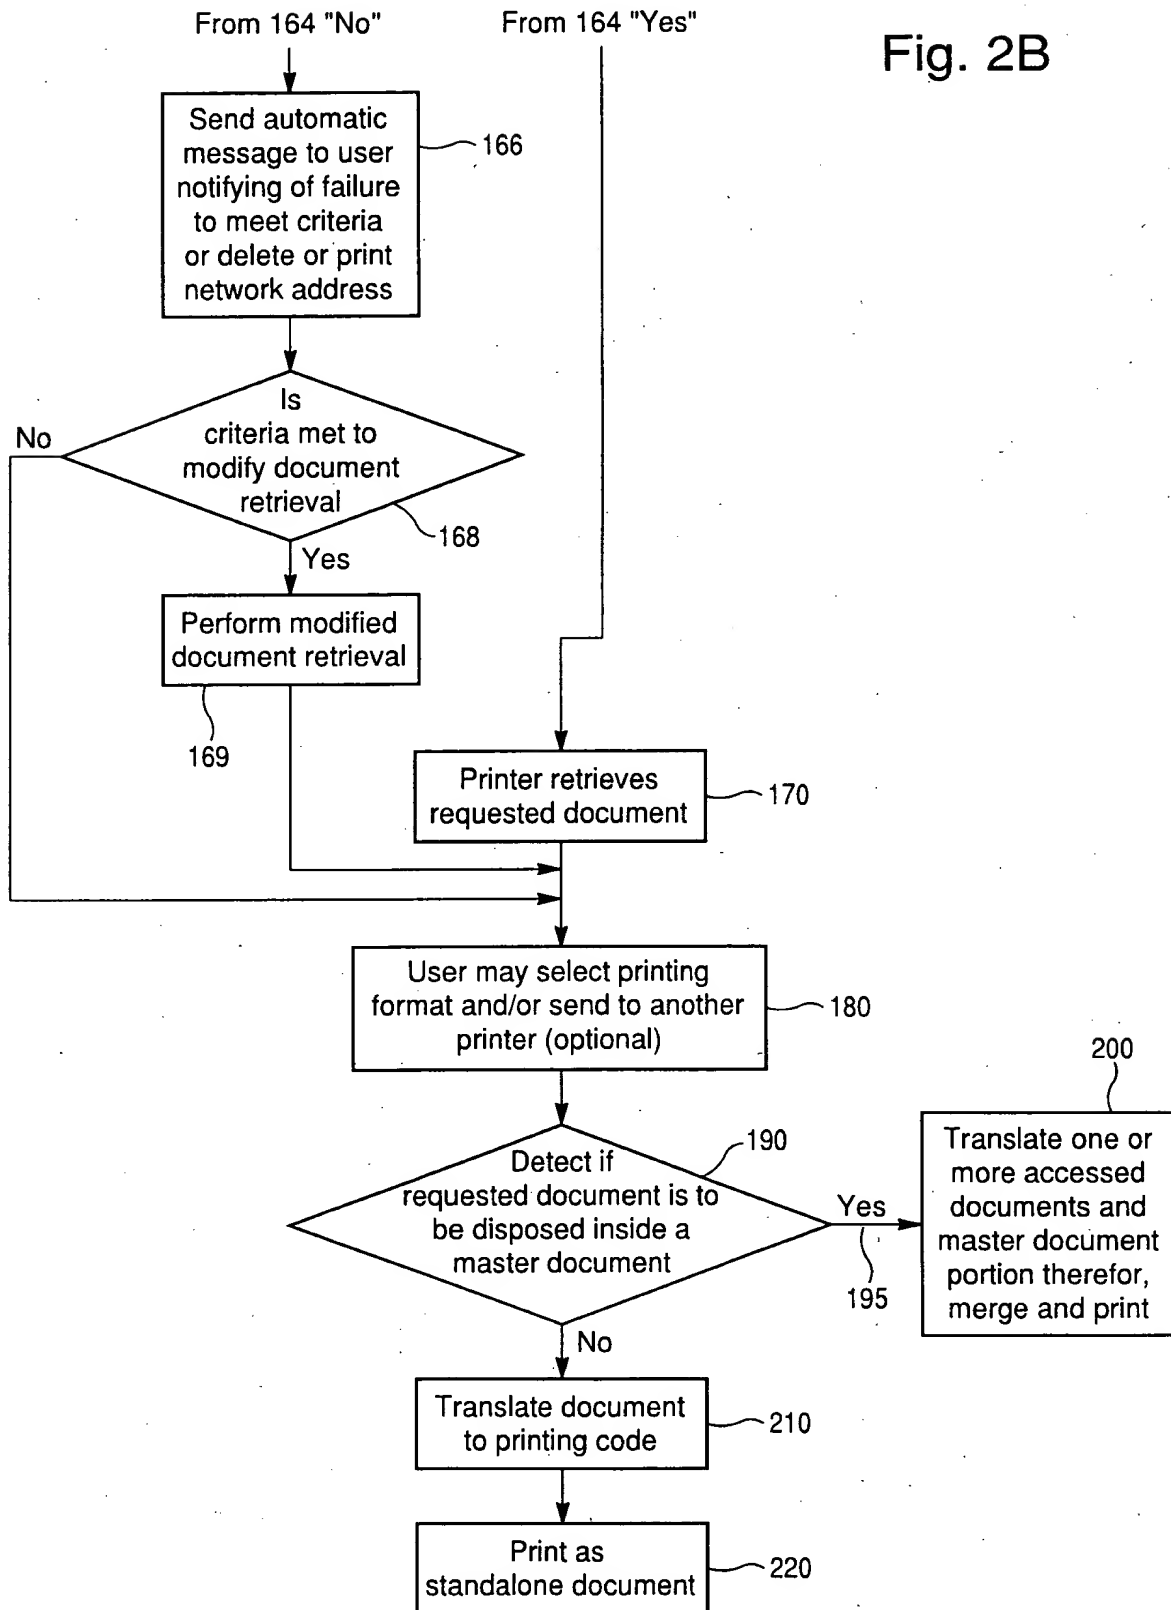 From 164 "No"
From 164 "Yes"
Fig. 2B
Send automatic
message to user
notifying of failure
to meet criteria
or delete or print
network address
166
Is
criteria met to
modify document
retrieval
No
168
Yes
Perform modified
document retrieval
169
Printer retrieves
requested document
170
User may select printing
format and/or send to another
printer (optional)
180
Detect if
requested document is to
be disposed inside a
master document
190
Yes
195
200
Translate one or
more accessed
documents and
master document
portion therefor,
merge and print
No
Translate document
to printing code
210
Print as
standalone document
220